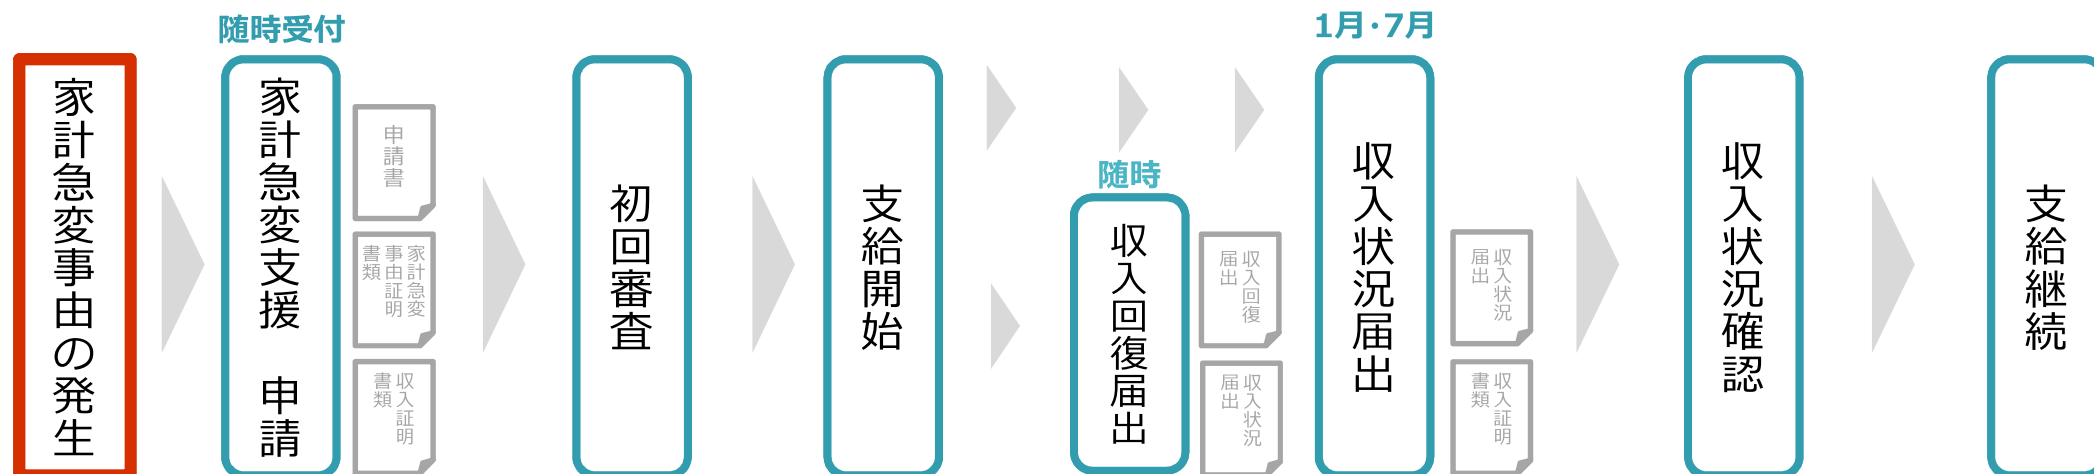 家計急変事由の発生
随時受付
家計急変支援　申請
申請書
家計急変
事由証明
書類
収入証明
書類
初回審査
支給開始
随時
収入回復届出
収入回復
届出
収入状況
届出
1月・7月
収入状況届出
収入状況
届出
収入証明
書類
収入状況確認
支給継続